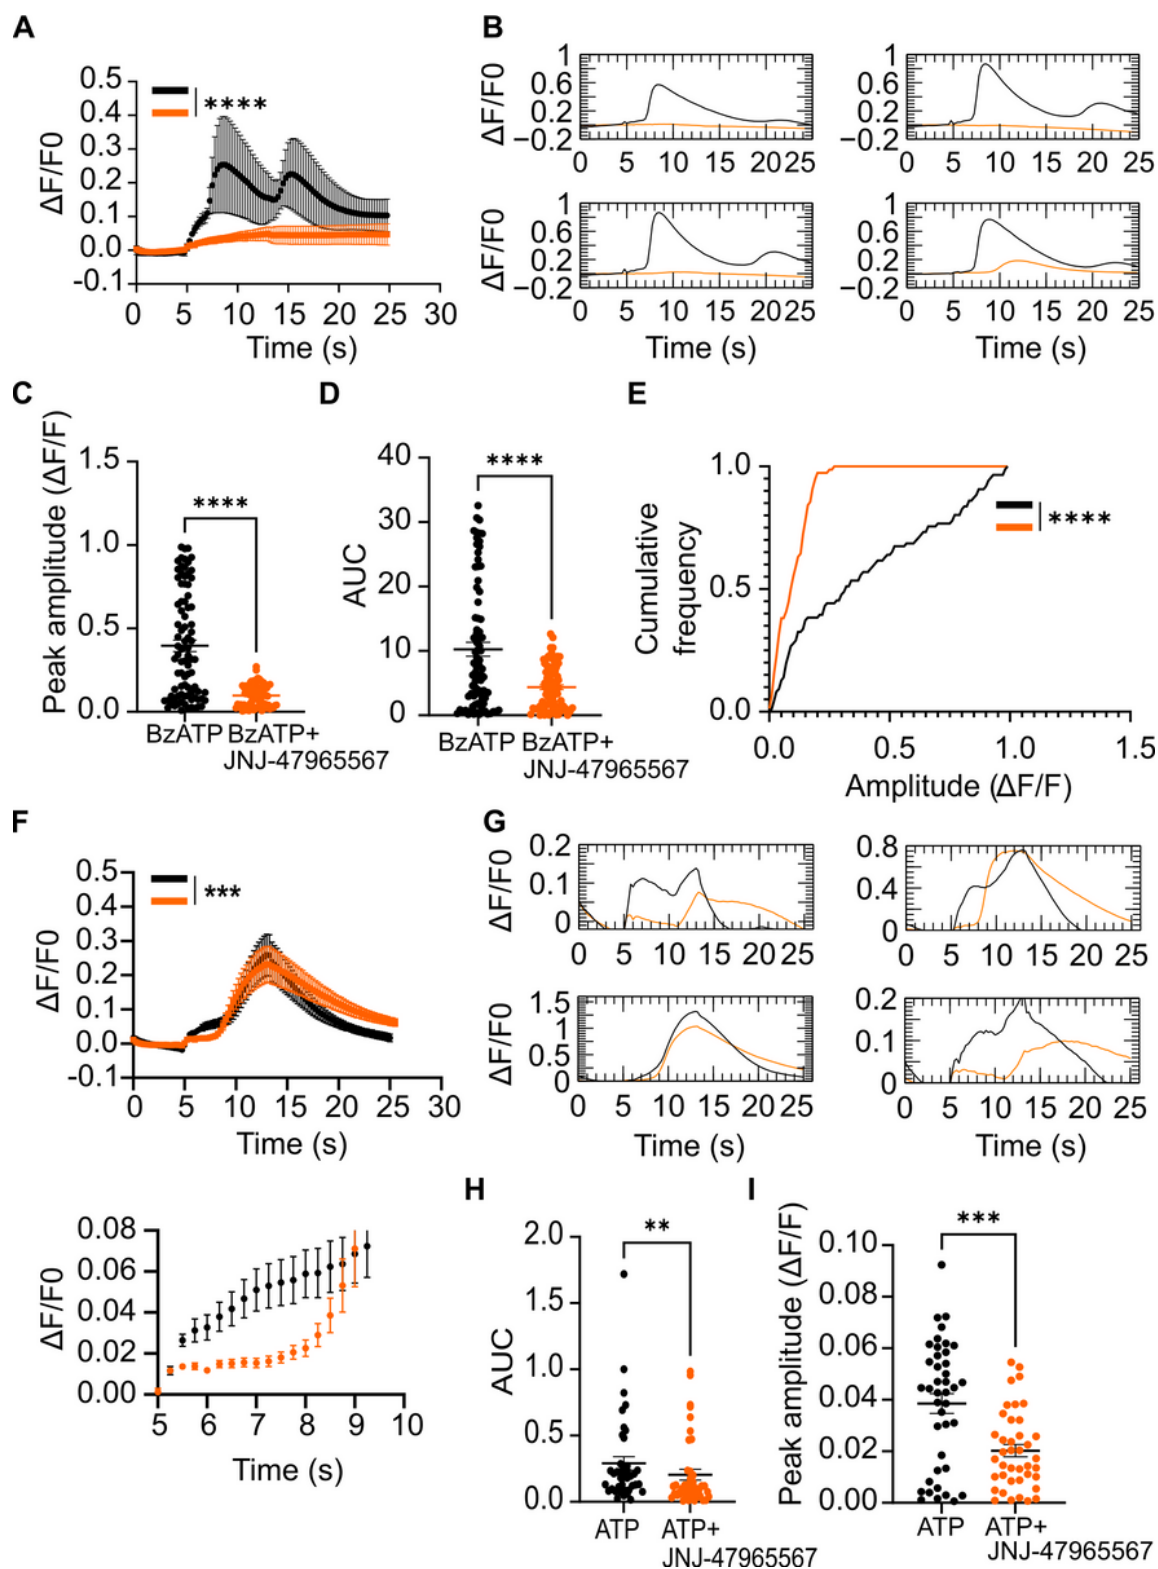 A
0.5
0.4
0.3
0.2
0.1
0.0
-0.1
ΔF/F0
****
0 5 10 15 20 25 30
Time (s)
B
1
0.6
0.2
−0.2
ΔF/F0
0 5 10 15 20 25
1
0.6
0.2
−0.2
0 5 10 15 20 25
1
0.6
0.2
−0.2
ΔF/F0
0 5 10 15 20 25
Time (s)
1
0.6
0.2
−0.2
0 5 10 15 20 25
Time (s)
C
Peak amplitude (ΔF/F)
1.5
1.0
0.5
0.0
****
BzATP BzATP+
JNJ-47965567
D
AUC
40
30
20
10
0
****
BzATP BzATP+
JNJ-47965567
E
Cumulative
frequency
1.0
0.5
0.0
****
0.0 0.5 1.0 1.5
Amplitude (ΔF/F)
F
0.5
0.4
0.3
0.2
0.1
0.0
-0.1
ΔF/F0
***
0 5 10 15 20 25 30
Time (s)
0.08
0.06
0.04
0.02
0.00
ΔF/F0
5 6 7 8 9 10
Time (s)
G
0.2
0.1
0
ΔF/F0
0 5 10 15 20 25
0.8
0.4
0
0 5 10 15 20 25
1.5
1
0.5
0
ΔF/F0
0 5 10 15 20 25
Time (s)
0.2
0.1
0
0 5 10 15 20 25
Time (s)
H
AUC
2.0
1.5
1.0
0.5
0.0
**
ATP ATP+
JNJ-47965567
I
Peak amplitude (ΔF/F)
0.10
0.08
0.06
0.04
0.02
0.00
***
ATP ATP+
JNJ-47965567